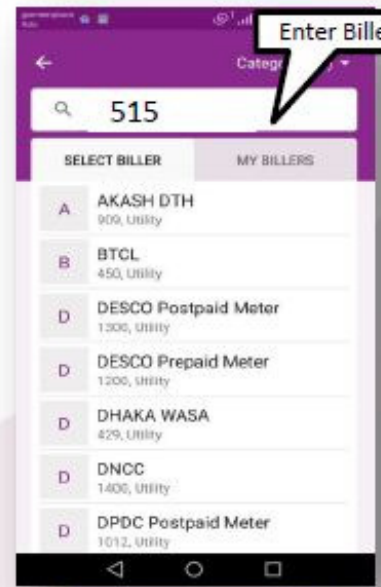 Enter Bille
Categ
515
SELECT BILLER
MY BILLERS
A
AKASH DTH
909, Utility
B
BTCL
450, Utility
D
DESCO Postpaid Meter
1300, Utility
D
DESCO Prepaid Meter
1200, Utility
D
DHAKA WASA
429, Utility
D
DNCC
1400, Utility
D
DPDC Postpaid Meter
1012, Utility